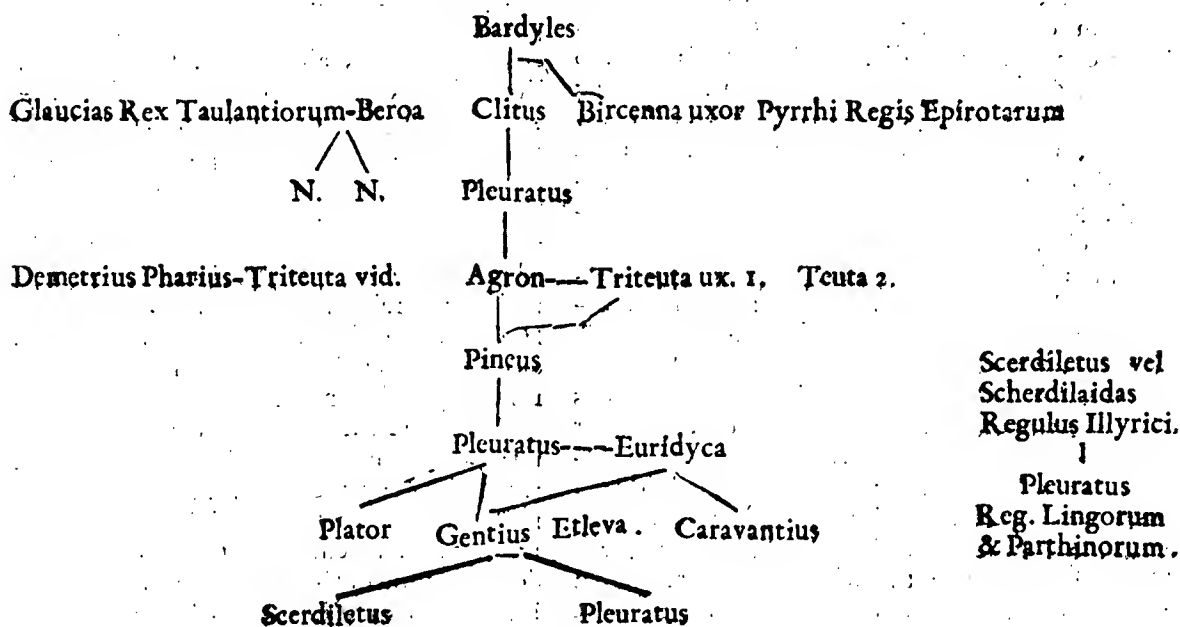 Bardyles
Glaucias Rex Taulantiorum-Beroa Clitus Bircenna uxor Pyrrhi Regis Epirotarum
N. N. Pleuratus
Demetrius Pharius-Triteuta vid. Agron-—Triteuta ux. 1, Teuta 2.
Pineus
Scerdiletus vel
Scherdilaidas
Regulus Illyrici.
Pleuratus---Euridyca
Pleuratus
Reg. Lingorum
& Parthinorum.
Plator Gentius Etleva. Caravantius
Scerdiletus Pleuratus